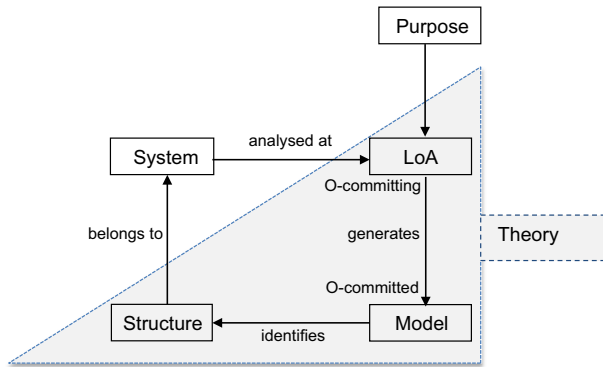 Purpose
analysed at
System
LoA
O-committing
belongs to
generates
Theory
O-committed
Structure
Model
identifies